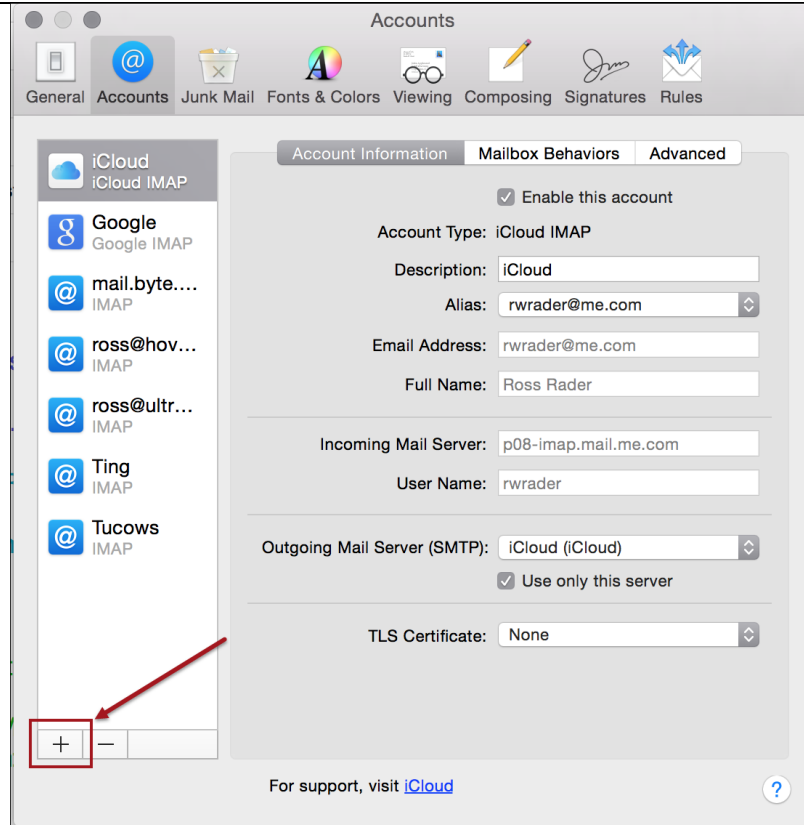 Accounts
General Accounts Junk Mail Fonts & Colors Viewing Composing Signatures Rules
iCloud
iCloud IMAP
Google
Google IMAP
mail.byte....
IMAP
ross@hov...
IMAP
ross@ultr...
IMAP
Ting
IMAP
Tucows
IMAP
Account Information Mailbox Behaviors Advanced
Enable this account
Account Type: iCloud IMAP
Description: iCloud
Alias: rwrader@me.com
Email Address: rwrader@me.com
Full Name: Ross Rader
Incoming Mail Server: p08-imap.mail.me.com
User Name: rwrader
Outgoing Mail Server (SMTP): iCloud (iCloud)
Use only this server
TLS Certificate: None
+ −
For support, visit iCloud
?